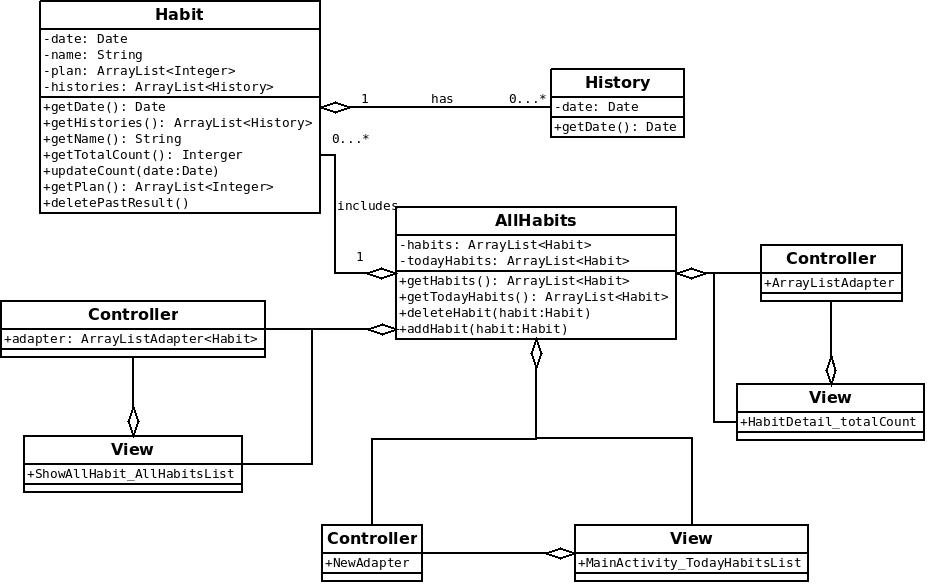 Habit
-date: Date
-name: String
-plan: ArrayList<Integer>
-histories: ArrayList<History>
+getDate(): Date
+getHistories(): ArrayList<History>
+getName(): String
+getTotalCount(): Interger
+updateCount(date:Date)
+getPlan(): ArrayList<Integer>
+deletePastResult()
1 has 0...*
History
-date: Date
+getDate(): Date
0...*
includes
1
AllHabits
-habits: ArrayList<Habit>
-todayHabits: ArrayList<Habit>
+getHabits(): ArrayList<Habit>
+getTodayHabits(): ArrayList<Habit>
+deleteHabit(habit:Habit)
+addHabit(habit:Habit)
Controller
+ArrayListAdapter
Controller
+adapter: ArrayListAdapter<Habit>
View
+HabitDetail_totalCount
View
+ShowAllHabit_AllHabitsList
Controller
+NewAdapter
View
+MainActivity_TodayHabitsList